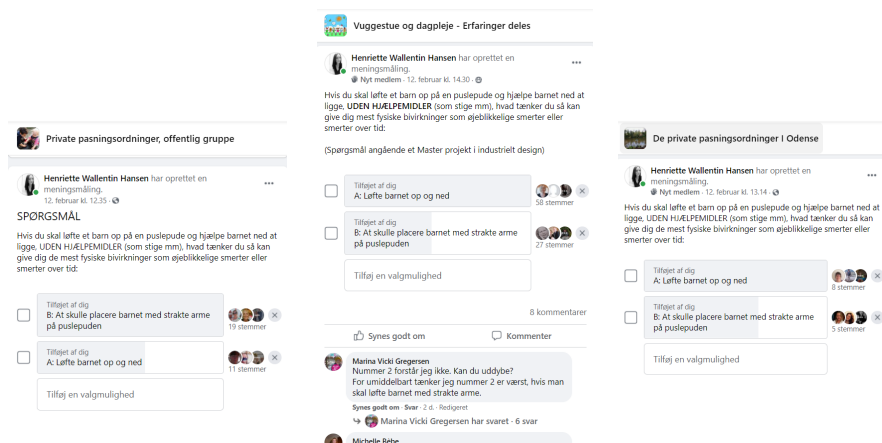 Private pasningsordninger, offentlig gruppe
Henriette Wallentin Hansen har oprettet en
meningsmåling.
12. februar kl. 12.35 ·
SPØRGSMÅL
Hvis du skal løfte et barn op på en puslepude og hjælpe barnet ned at
ligge, UDEN HJÆLPEMIDLER (som stige mm), hvad tænker du så kan
give dig de mest fysiske bivirkninger som øjeblikkelige smerter eller
smerter over tid:
Tilføjet af dig
B: At skulle placere barnet med strakte arme
på puslepuden
19 stemmer
Tilføjet af dig
A: Løfte barnet op og ned
11 stemmer
Tilføj en valgmulighed
Vuggestue og dagpleje - Erfaringer deles
Henriette Wallentin Hansen har oprettet en
meningsmåling.
Nyt medlem · 12. februar kl. 14.30 ·
Hvis du skal løfte et barn op på en puslepude og hjælpe barnet ned at
ligge, UDEN HJÆLPEMIDLER (som stige mm), hvad tænker du så kan
give dig mest fysiske bivirkninger som øjeblikkelige smerter eller
smerter over tid:
(Spørgsmål angående et Master projekt i industrielt design)
Tilføjet af dig
A: Løfte barnet op og ned
58 stemmer
Tilføjet af dig
B: At skulle placere barnet med strakte arme
på puslepuden
27 stemmer
Tilføj en valgmulighed
8 kommentarer
Synes godt om
Kommenter
Marina Vicki Gregersen
Nummer 2 forstår jeg ikke. Kan du uddybe?
For umiddelbart tænker jeg nummer 2 er værst, hvis man
skal løfte barnet med strakte arme.
Synes godt om · Svar · 2 d. · Redigeret
Marina Vicki Gregersen har svaret · 6 svar
Michelle Bèbe
De private pasningsordninger I Odense
Henriette Wallentin Hansen har oprettet en
meningsmåling.
Nyt medlem · 12. februar kl. 13.14 ·
Hvis du skal løfte et barn op på en puslepude og hjælpe barnet ned at
ligge, UDEN HJÆLPEMIDLER (som stige mm), hvad tænker du så kan
give dig de mest fysiske bivirkninger som øjeblikkelige smerter eller
smerter over tid:
Tilføjet af dig
A: Løfte barnet op og ned
8 stemmer
Tilføjet af dig
B: At skulle placere barnet med strakte arme
på puslepuden
5 stemmer
Tilføj en valgmulighed